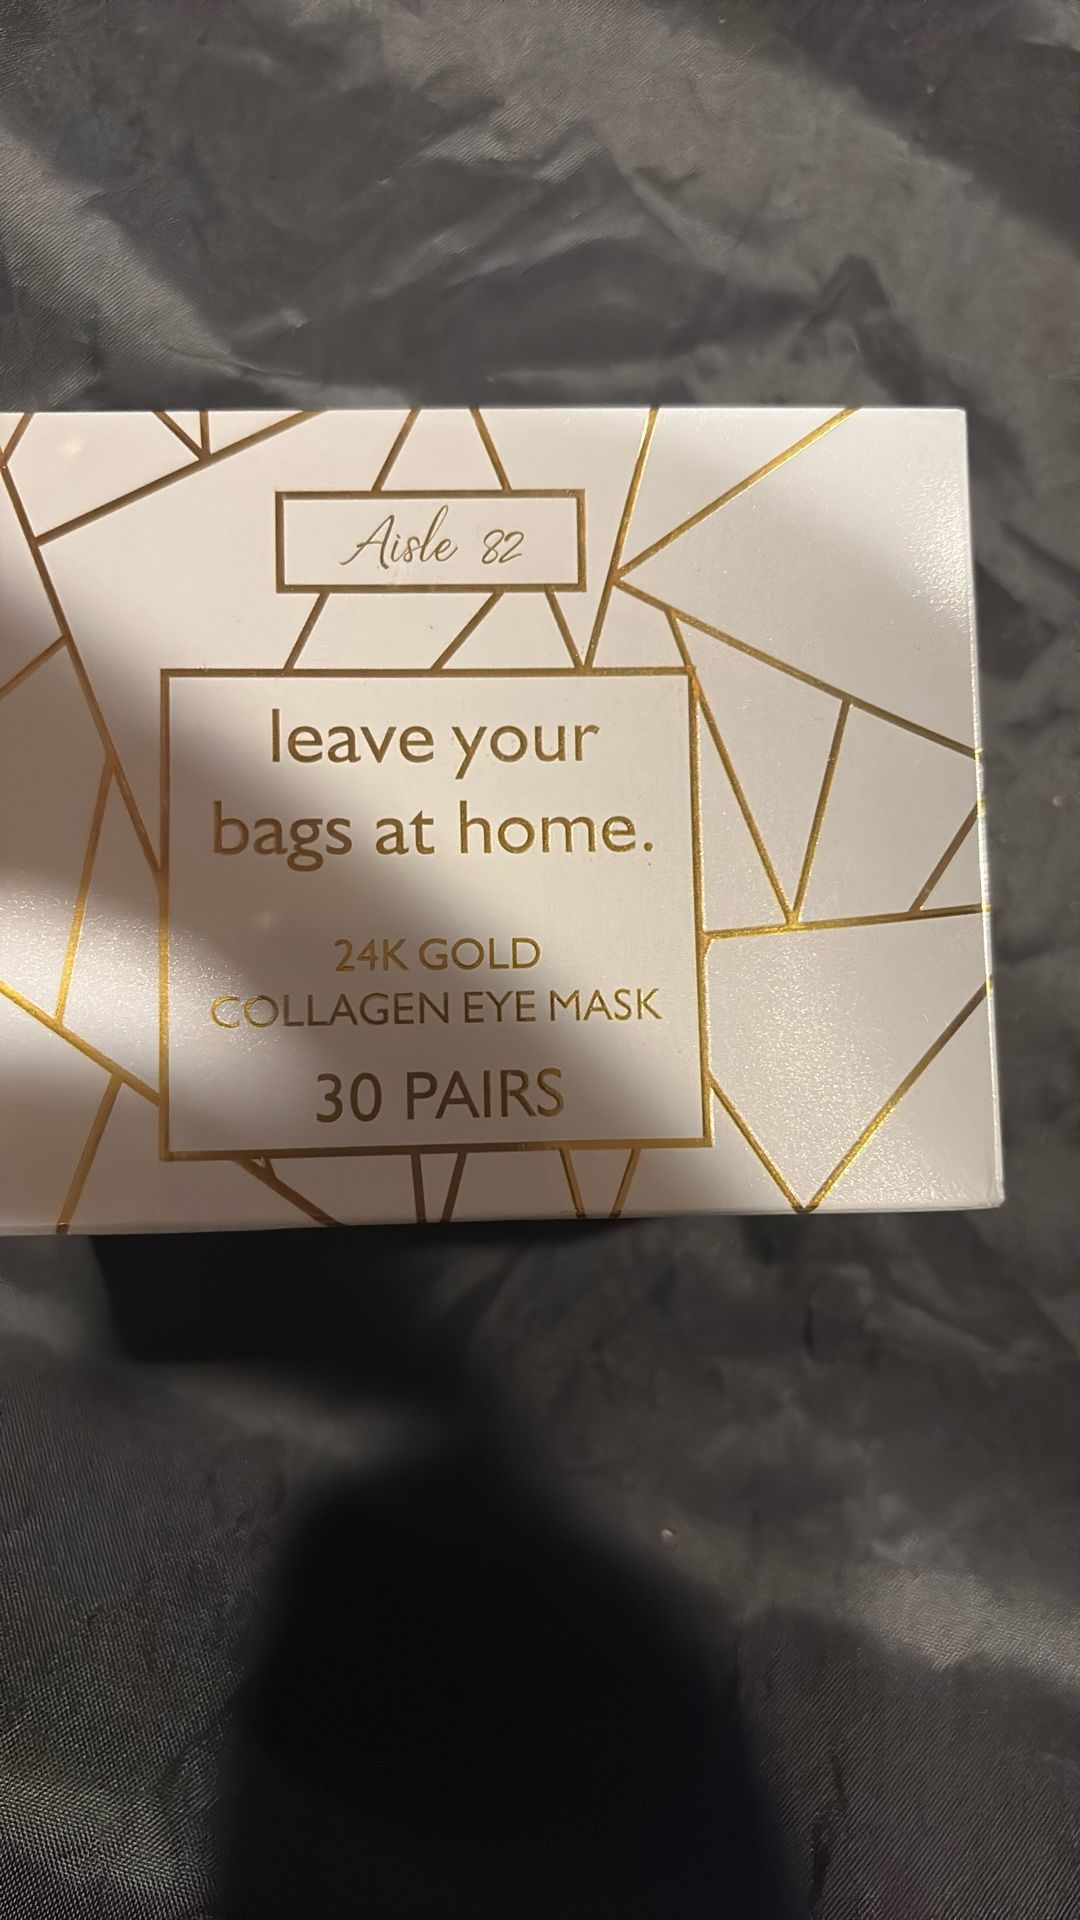 Aisle 82
leave your
bags at home.
24K GOLD
COLLAGEN EYE MASK
30 PAIRS